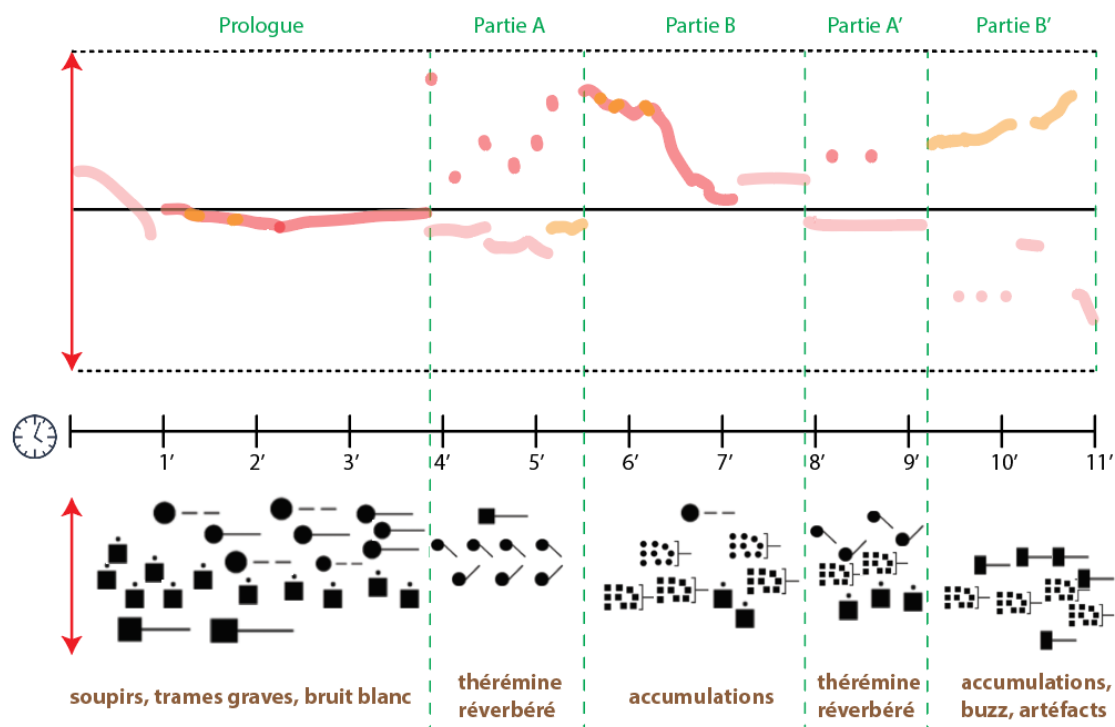 Prologue
Partie A
Partie B
Partie A’
Partie B’
1’
2’
3’
4’
5’
6’
7’
8’
9’
10’
11’
soupirs, trames graves, bruit blanc
thérémine
réverbéré
accumulations
thérémine
réverbéré
accumulations,
buzz, artéfacts